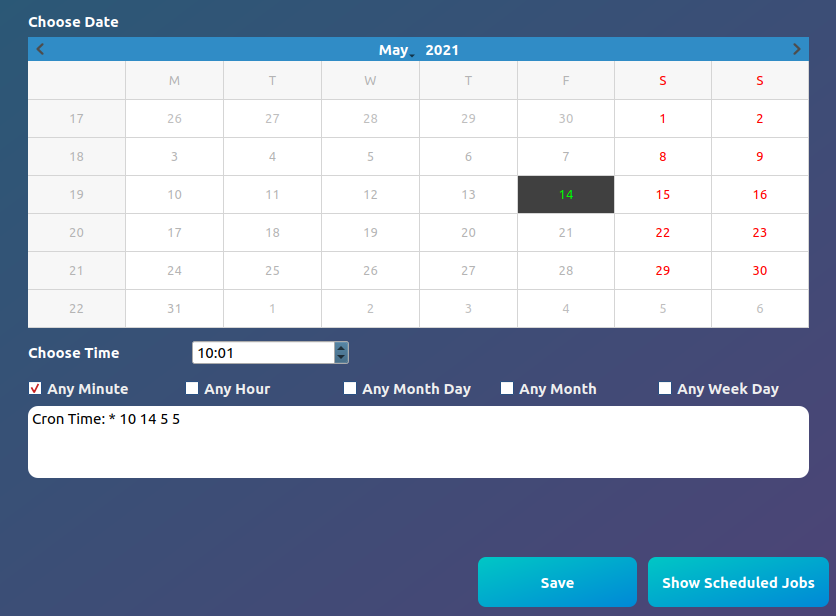 Choose Date
May 2021
M T W T F S S
17 26 27 28 29 30 1 2
18 3 4 5 6 7 8 9
19 10 11 12 13 14 15 16
20 17 18 19 20 21 22 23
21 24 25 26 27 28 29 30
22 31 1 2 3 4 5 6
Choose Time 10:01
Any Minute Any Hour Any Month Day Any Month Any Week Day
Cron Time: * 10 14 5 5
Save Show Scheduled Jobs